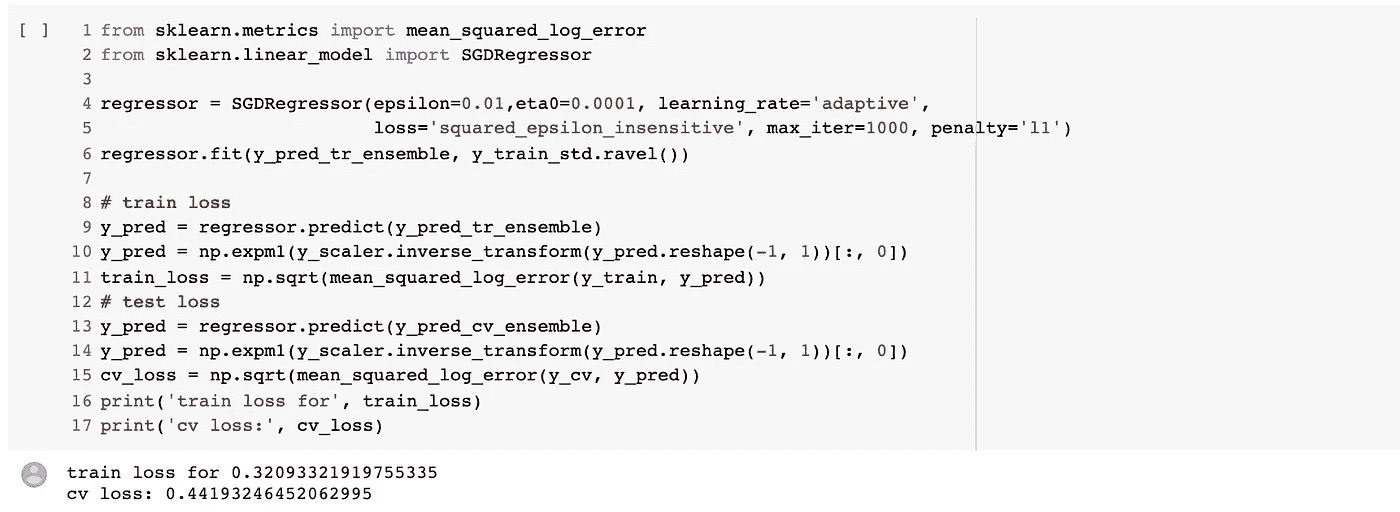 [ ]
1 from sklearn.metrics import mean_squared_log_error
2 from sklearn.linear_model import SGDRegressor
3
4 regressor = SGDRegressor(epsilon=0.01,eta0=0.0001, learning_rate='adaptive',
5                          loss='squared_epsilon_insensitive', max_iter=1000, penalty='l1')
6 regressor.fit(y_pred_tr_ensemble, y_train_std.ravel())
7
8 # train loss
9 y_pred = regressor.predict(y_pred_tr_ensemble)
10 y_pred = np.expm1(y_scaler.inverse_transform(y_pred.reshape(-1, 1))[:, 0])
11 train_loss = np.sqrt(mean_squared_log_error(y_train, y_pred))
12 # test loss
13 y_pred = regressor.predict(y_pred_cv_ensemble)
14 y_pred = np.expm1(y_scaler.inverse_transform(y_pred.reshape(-1, 1))[:, 0])
15 cv_loss = np.sqrt(mean_squared_log_error(y_cv, y_pred))
16 print('train loss for', train_loss)
17 print('cv loss:', cv_loss)
train loss for 0.32093321919755335
cv loss: 0.44193246452062995